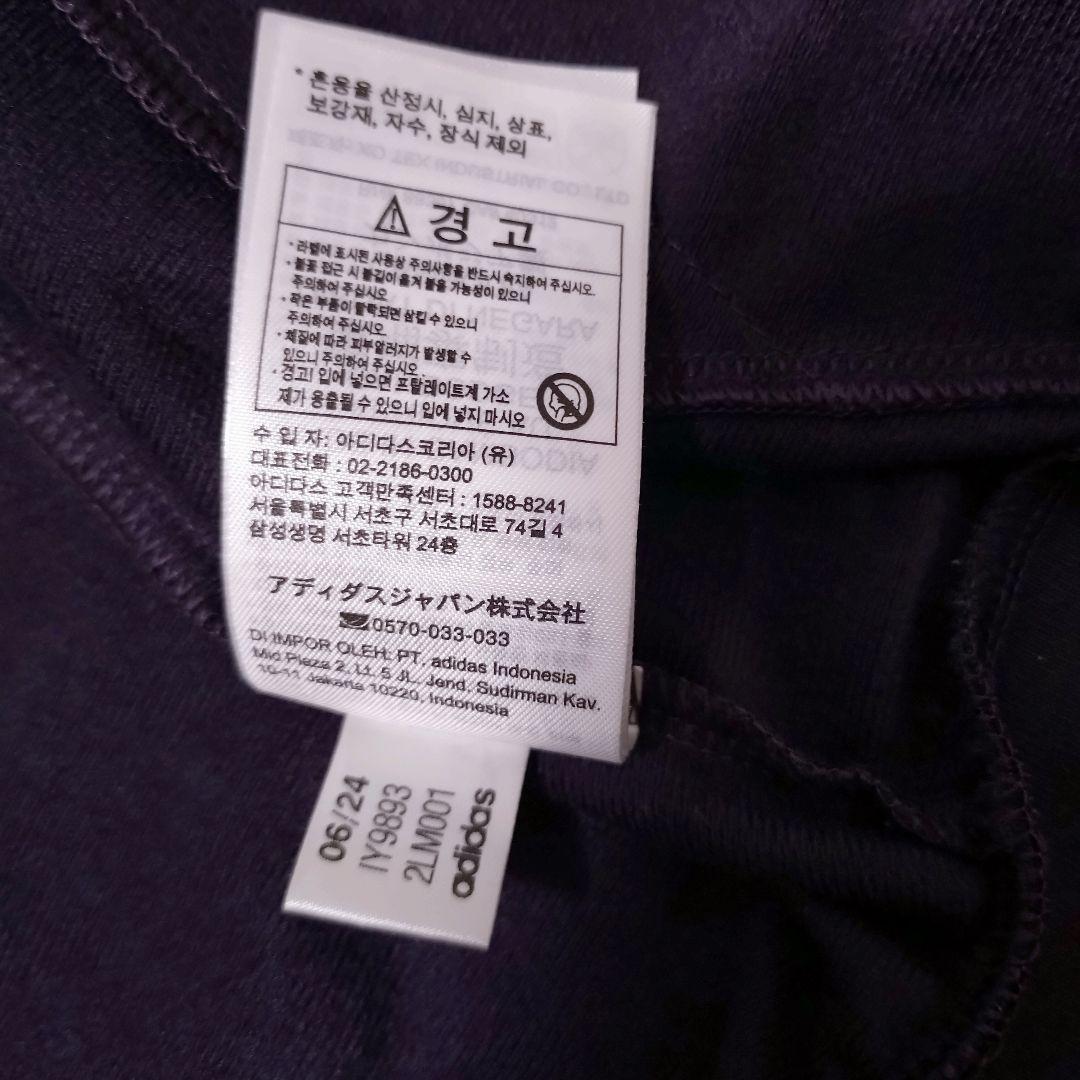 * 혼용율 산정시, 심지, 상표,
보강재, 자수, 장식 제외
경 고
* 라벨에 표시된 사용상 주의사항을 반드시 숙지하여 주십시오.
* 불꽃 접근 시 불길이 옮겨 붙을 가능성이 있으니
주의하여 주십시오
* 작은 부품이 탈락되면 삼킬 수 있으니
주의하여 주십시오
* 체질에 따라 피부알러지가 발생할 수
있으니 주의하여 주십시오.
* 경고! 입에 넣으면 프탈레이트계 가소
제가 용출될 수 있으니 입에 넣지 마시오
수 입 자: 아디다스코리아 (유)
대표전화 : 02-2186-0300
아디다스 고객만족센터 : 1588-8241
서울특별시 서초구 서초대로 74길 4
삼성생명 서초타워 24층
アディダスジャパン株式会社
0570-033-033
DI IMPOR OLEH: PT. adidas Indonesia
Mid Plaza 2, Lt. 5 JL. Jend. Sudirman Kav.
10-11 Jakarta 10220, Indonesia
06/24
IY9893
2LM001
adidas